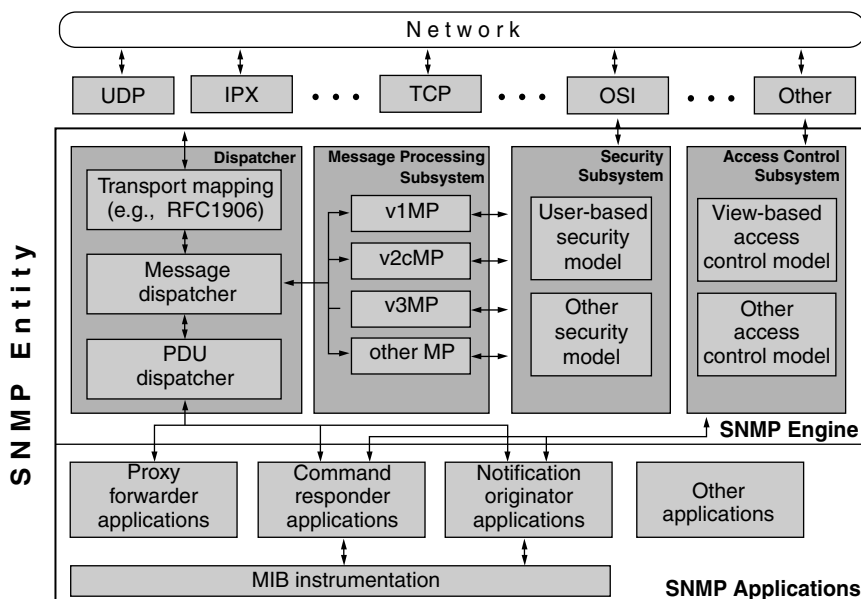 Network
UDP
IPX
TCP
OSI
Other
SNMP Entity
Dispatcher
Transport mapping
(e.g., RFC1906)
Message
dispatcher
PDU
dispatcher
Message Processing
Subsystem
v1MP
v2cMP
v3MP
other MP
Security
Subsystem
User-based
security
model
Other
security
model
Access Control
Subsystem
View-based
access
control model
Other
access
control model
SNMP Engine
Proxy
forwarder
applications
Command
responder
applications
Notification
originator
applications
Other
applications
MIB instrumentation
SNMP Applications